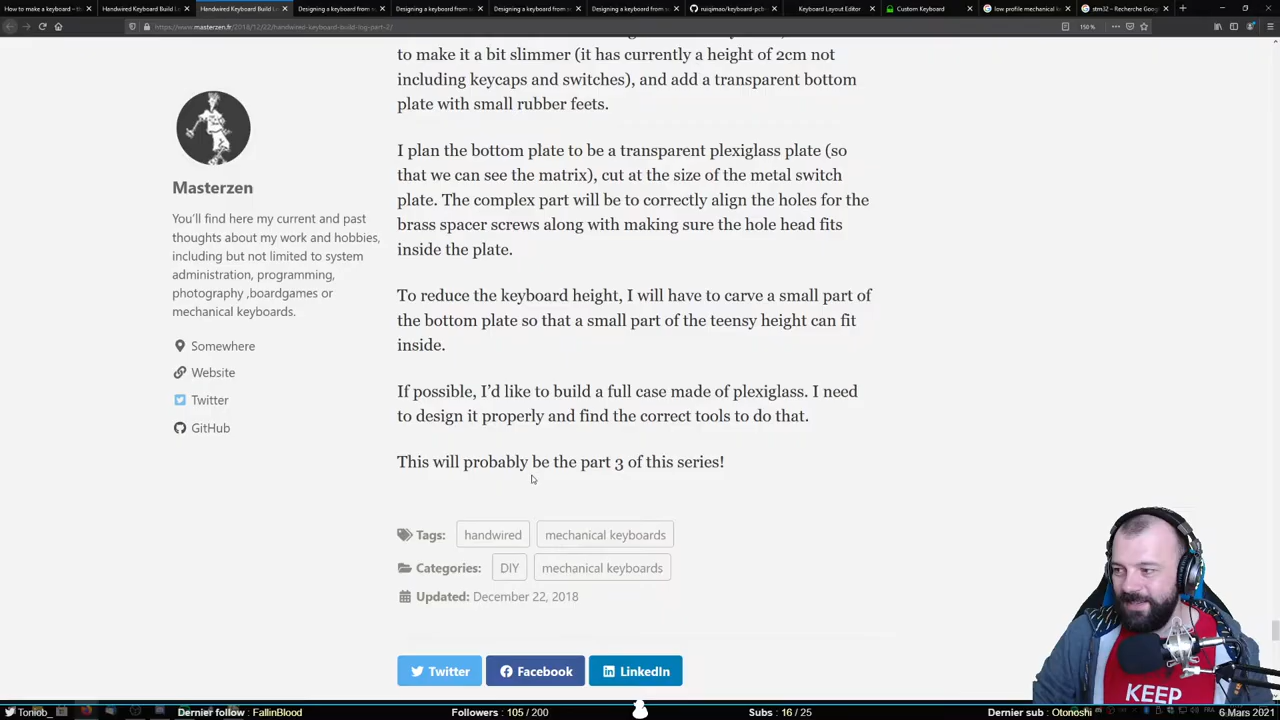 How to make a keyboard – th
Handwired Keyboard Build Lo
Handwired Keyboard Build
Designing a keyboard from s
Designing a keyboard from s
Designing a keyboard from s
Designing a keyboard from s
ruiqimao/keyboard-pcb
Keyboard Layout Editor
Custom Keyboard
low profile mechanical key
stm32 – Recherche Goog
https://www.masterzen.fr/2018/12/22/handwired-keyboard-build-log-part-2/
150 %
to make it a bit slimmer (it has currently a height of 2cm not
including keycaps and switches), and add a transparent bottom
plate with small rubber feets.
I plan the bottom plate to be a transparent plexiglass plate (so
that we can see the matrix), cut at the size of the metal switch
plate. The complex part will be to correctly align the holes for the
brass spacer screws along with making sure the hole head fits
inside the plate.
To reduce the keyboard height, I will have to carve a small part of
the bottom plate so that a small part of the teensy height can fit
inside.
If possible, I'd like to build a full case made of plexiglass. I need
to design it properly and find the correct tools to do that.
This will probably be the part 3 of this series!
Masterzen
You'll find here my current and past
thoughts about my work and hobbies,
including but not limited to system
administration, programming,
photography ,boardgames or
mechanical keyboards.
Somewhere
Website
Twitter
GitHub
Tags: handwired mechanical keyboards
Categories: DIY mechanical keyboards
Updated: December 22, 2018
Twitter Facebook LinkedIn
KEEP
Toniob_
Dernier follow : FallinBlood
Followers : 105 / 200
Subs : 16 / 25
Dernier sub : Otonoshi
6 Mars 2021